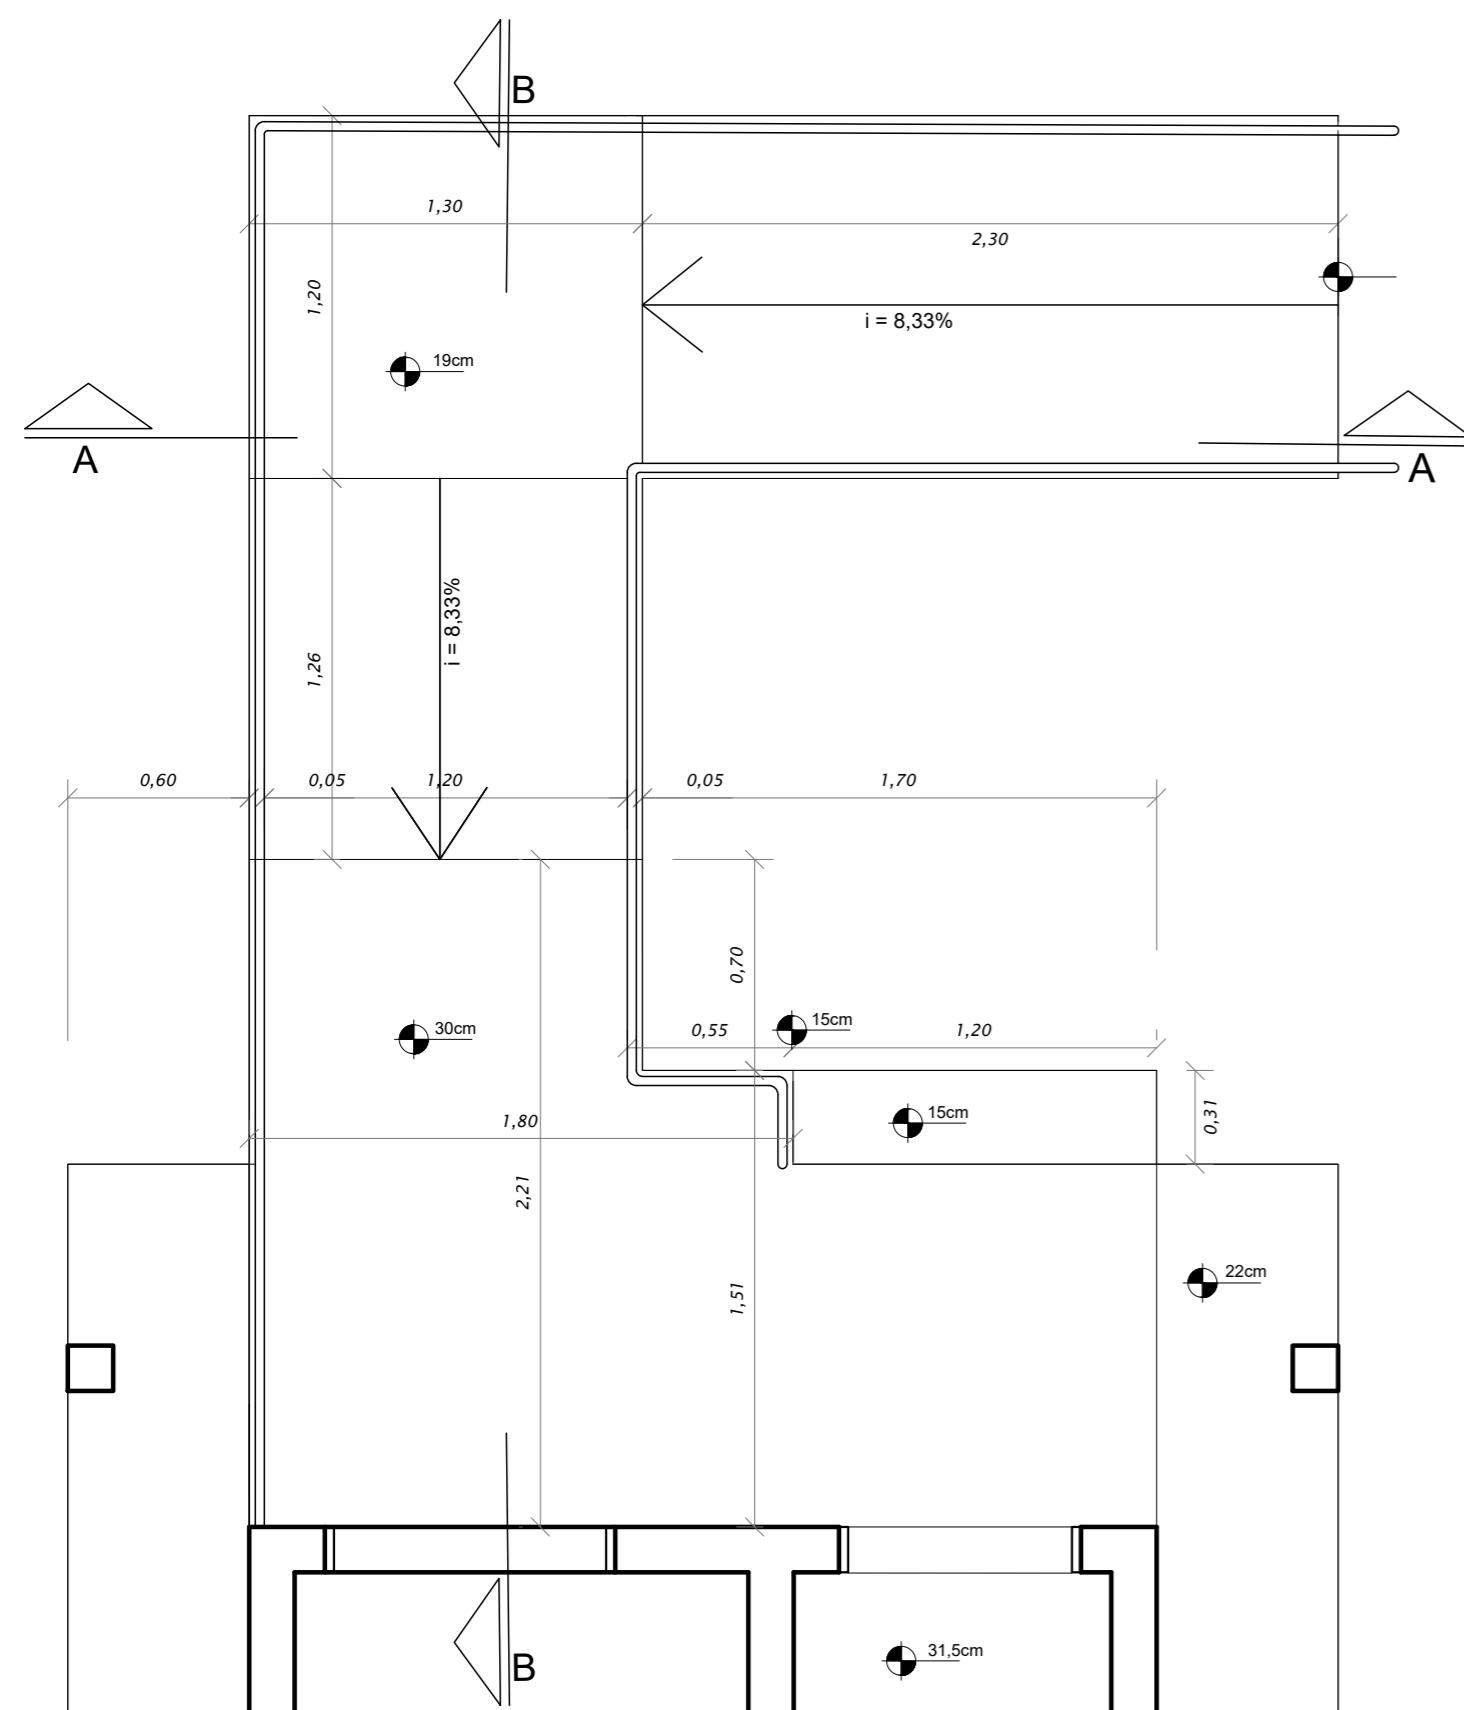 B
1,30
2,30
1,20
i = 8,33%
19cm
A
A
i = 8,33%
1,26
0,60
0,05
1,20
0,05
1,70
0,70
30cm
15cm
0,55
1,20
15cm
0,31
1,80
2,21
22cm
1,51
31,5cm
B